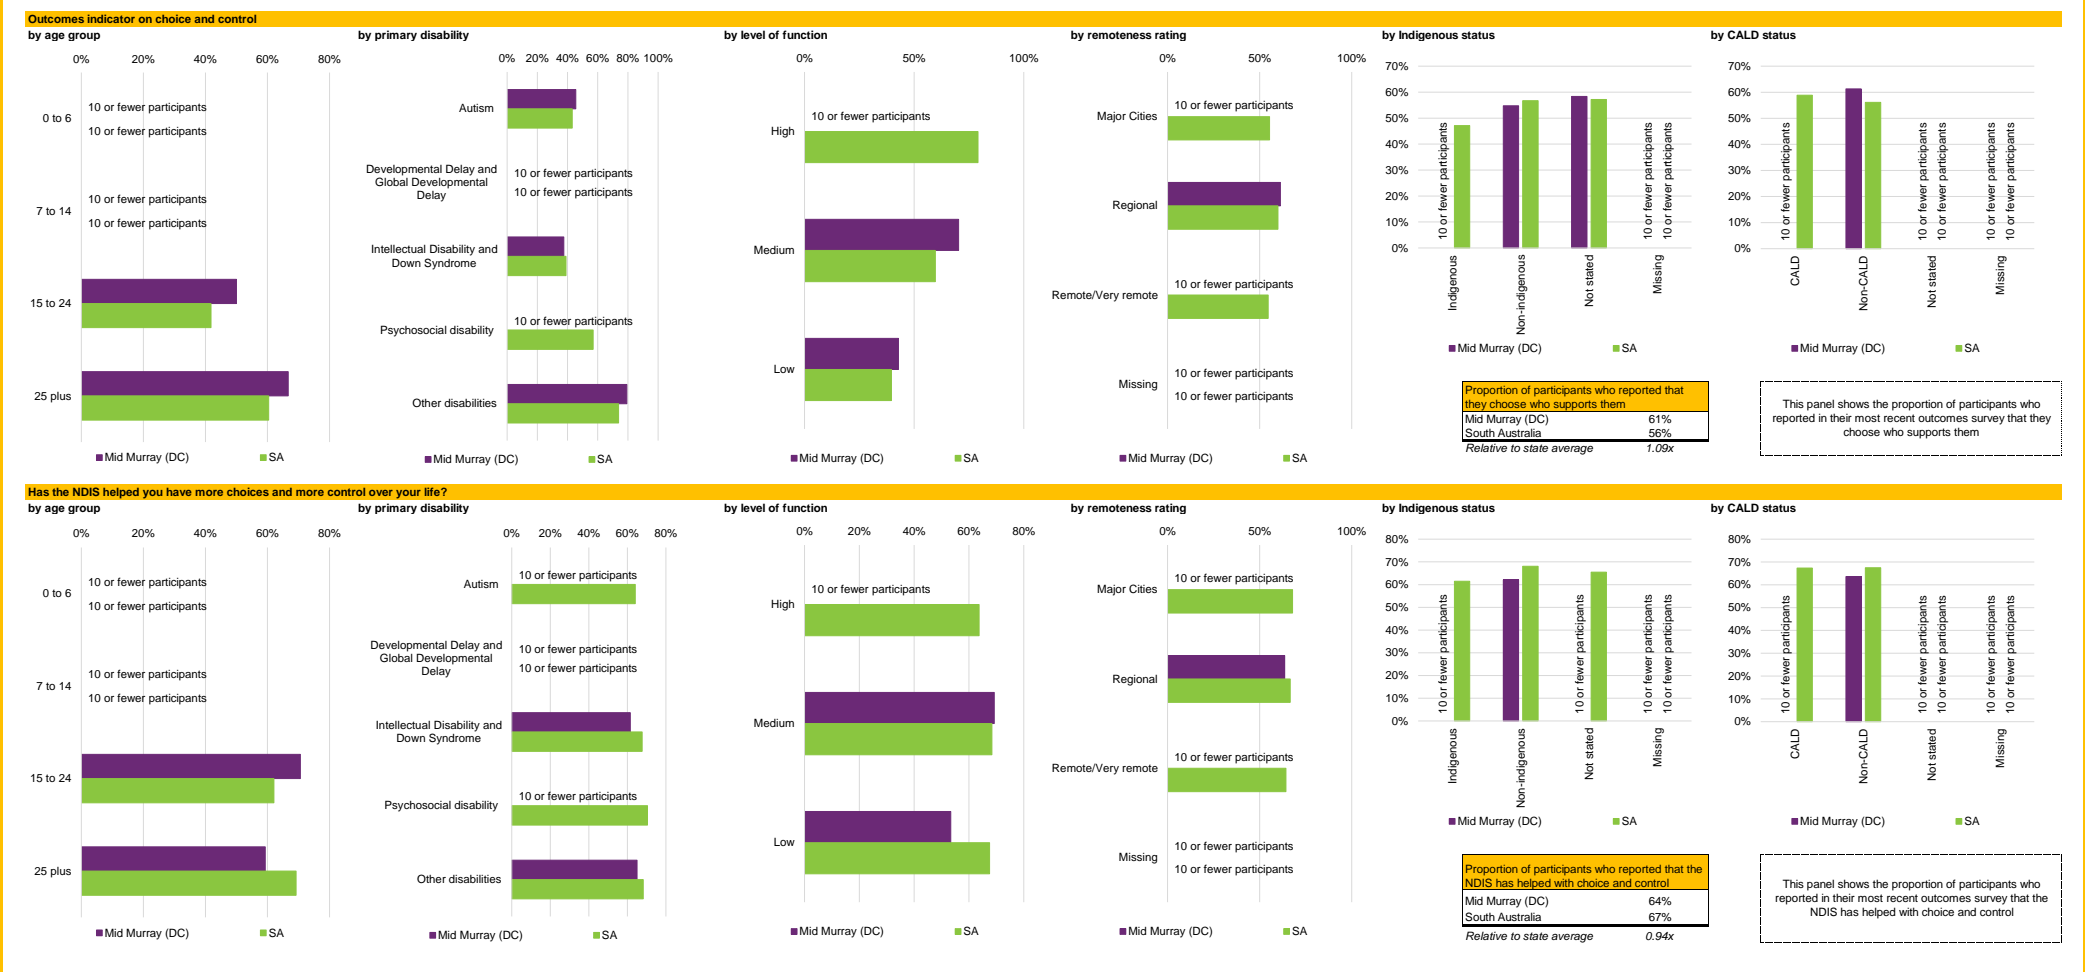 Outcomes indicator on choice and control
by age group
0%
20%
40%
60%
80%
0 to 6
10 or fewer participants
10 or fewer participants
7 to 14
10 or fewer participants
10 or fewer participants
15 to 24
25 plus
Mid Murray (DC)
SA
by primary disability
0%
20%
40%
60%
80%
100%
Autism
Developmental Delay and
Global Developmental
Delay
10 or fewer participants
10 or fewer participants
Intellectual Disability and
Down Syndrome
Psychosocial disability
10 or fewer participants
Other disabilities
Mid Murray (DC)
SA
by level of function
0%
50%
100%
High
10 or fewer participants
Medium
Low
Mid Murray (DC)
SA
by remoteness rating
0%
50%
100%
Major Cities
10 or fewer participants
Regional
Remote/Very remote
10 or fewer participants
Missing
10 or fewer participants
10 or fewer participants
Mid Murray (DC)
SA
by Indigenous status
70%
60%
50%
40%
30%
20%
10%
0%
10 or fewer participants
10 or fewer participants
10 or fewer participants
Indigenous
Non-indigenous
Not stated
Missing
Mid Murray (DC)
SA
Proportion of participants who reported that
they choose who supports them
Mid Murray (DC) 61%
South Australia 56%
Relative to state average 1.09x
by CALD status
70%
60%
50%
40%
30%
20%
10%
0%
10 or fewer participants
10 or fewer participants
10 or fewer participants
10 or fewer participants
10 or fewer participants
CALD
Non-CALD
Not stated
Missing
Mid Murray (DC)
SA
This panel shows the proportion of participants who
reported in their most recent outcomes survey that they
choose who supports them
Has the NDIS helped you have more choices and more control over your life?
by age group
0%
20%
40%
60%
80%
0 to 6
10 or fewer participants
10 or fewer participants
7 to 14
10 or fewer participants
10 or fewer participants
15 to 24
25 plus
Mid Murray (DC)
SA
by primary disability
0%
20%
40%
60%
80%
Autism
10 or fewer participants
Developmental Delay and
Global Developmental
Delay
10 or fewer participants
10 or fewer participants
Intellectual Disability and
Down Syndrome
Psychosocial disability
10 or fewer participants
Other disabilities
Mid Murray (DC)
SA
by level of function
0%
20%
40%
60%
80%
High
10 or fewer participants
Medium
Low
Mid Murray (DC)
SA
by remoteness rating
0%
50%
100%
Major Cities
10 or fewer participants
Regional
Remote/Very remote
10 or fewer participants
Missing
10 or fewer participants
10 or fewer participants
Mid Murray (DC)
SA
by Indigenous status
80%
70%
60%
50%
40%
30%
20%
10%
0%
10 or fewer participants
10 or fewer participants
10 or fewer participants
10 or fewer participants
Indigenous
Non-indigenous
Not stated
Missing
Mid Murray (DC)
SA
Proportion of participants who reported that the
NDIS has helped with choice and control
Mid Murray (DC) 64%
South Australia 67%
Relative to state average 0.94x
by CALD status
80%
70%
60%
50%
40%
30%
20%
10%
0%
10 or fewer participants
10 or fewer participants
10 or fewer participants
10 or fewer participants
10 or fewer participants
CALD
Non-CALD
Not stated
Missing
Mid Murray (DC)
SA
This panel shows the proportion of participants who
reported in their most recent outcomes survey that the
NDIS has helped with choice and control